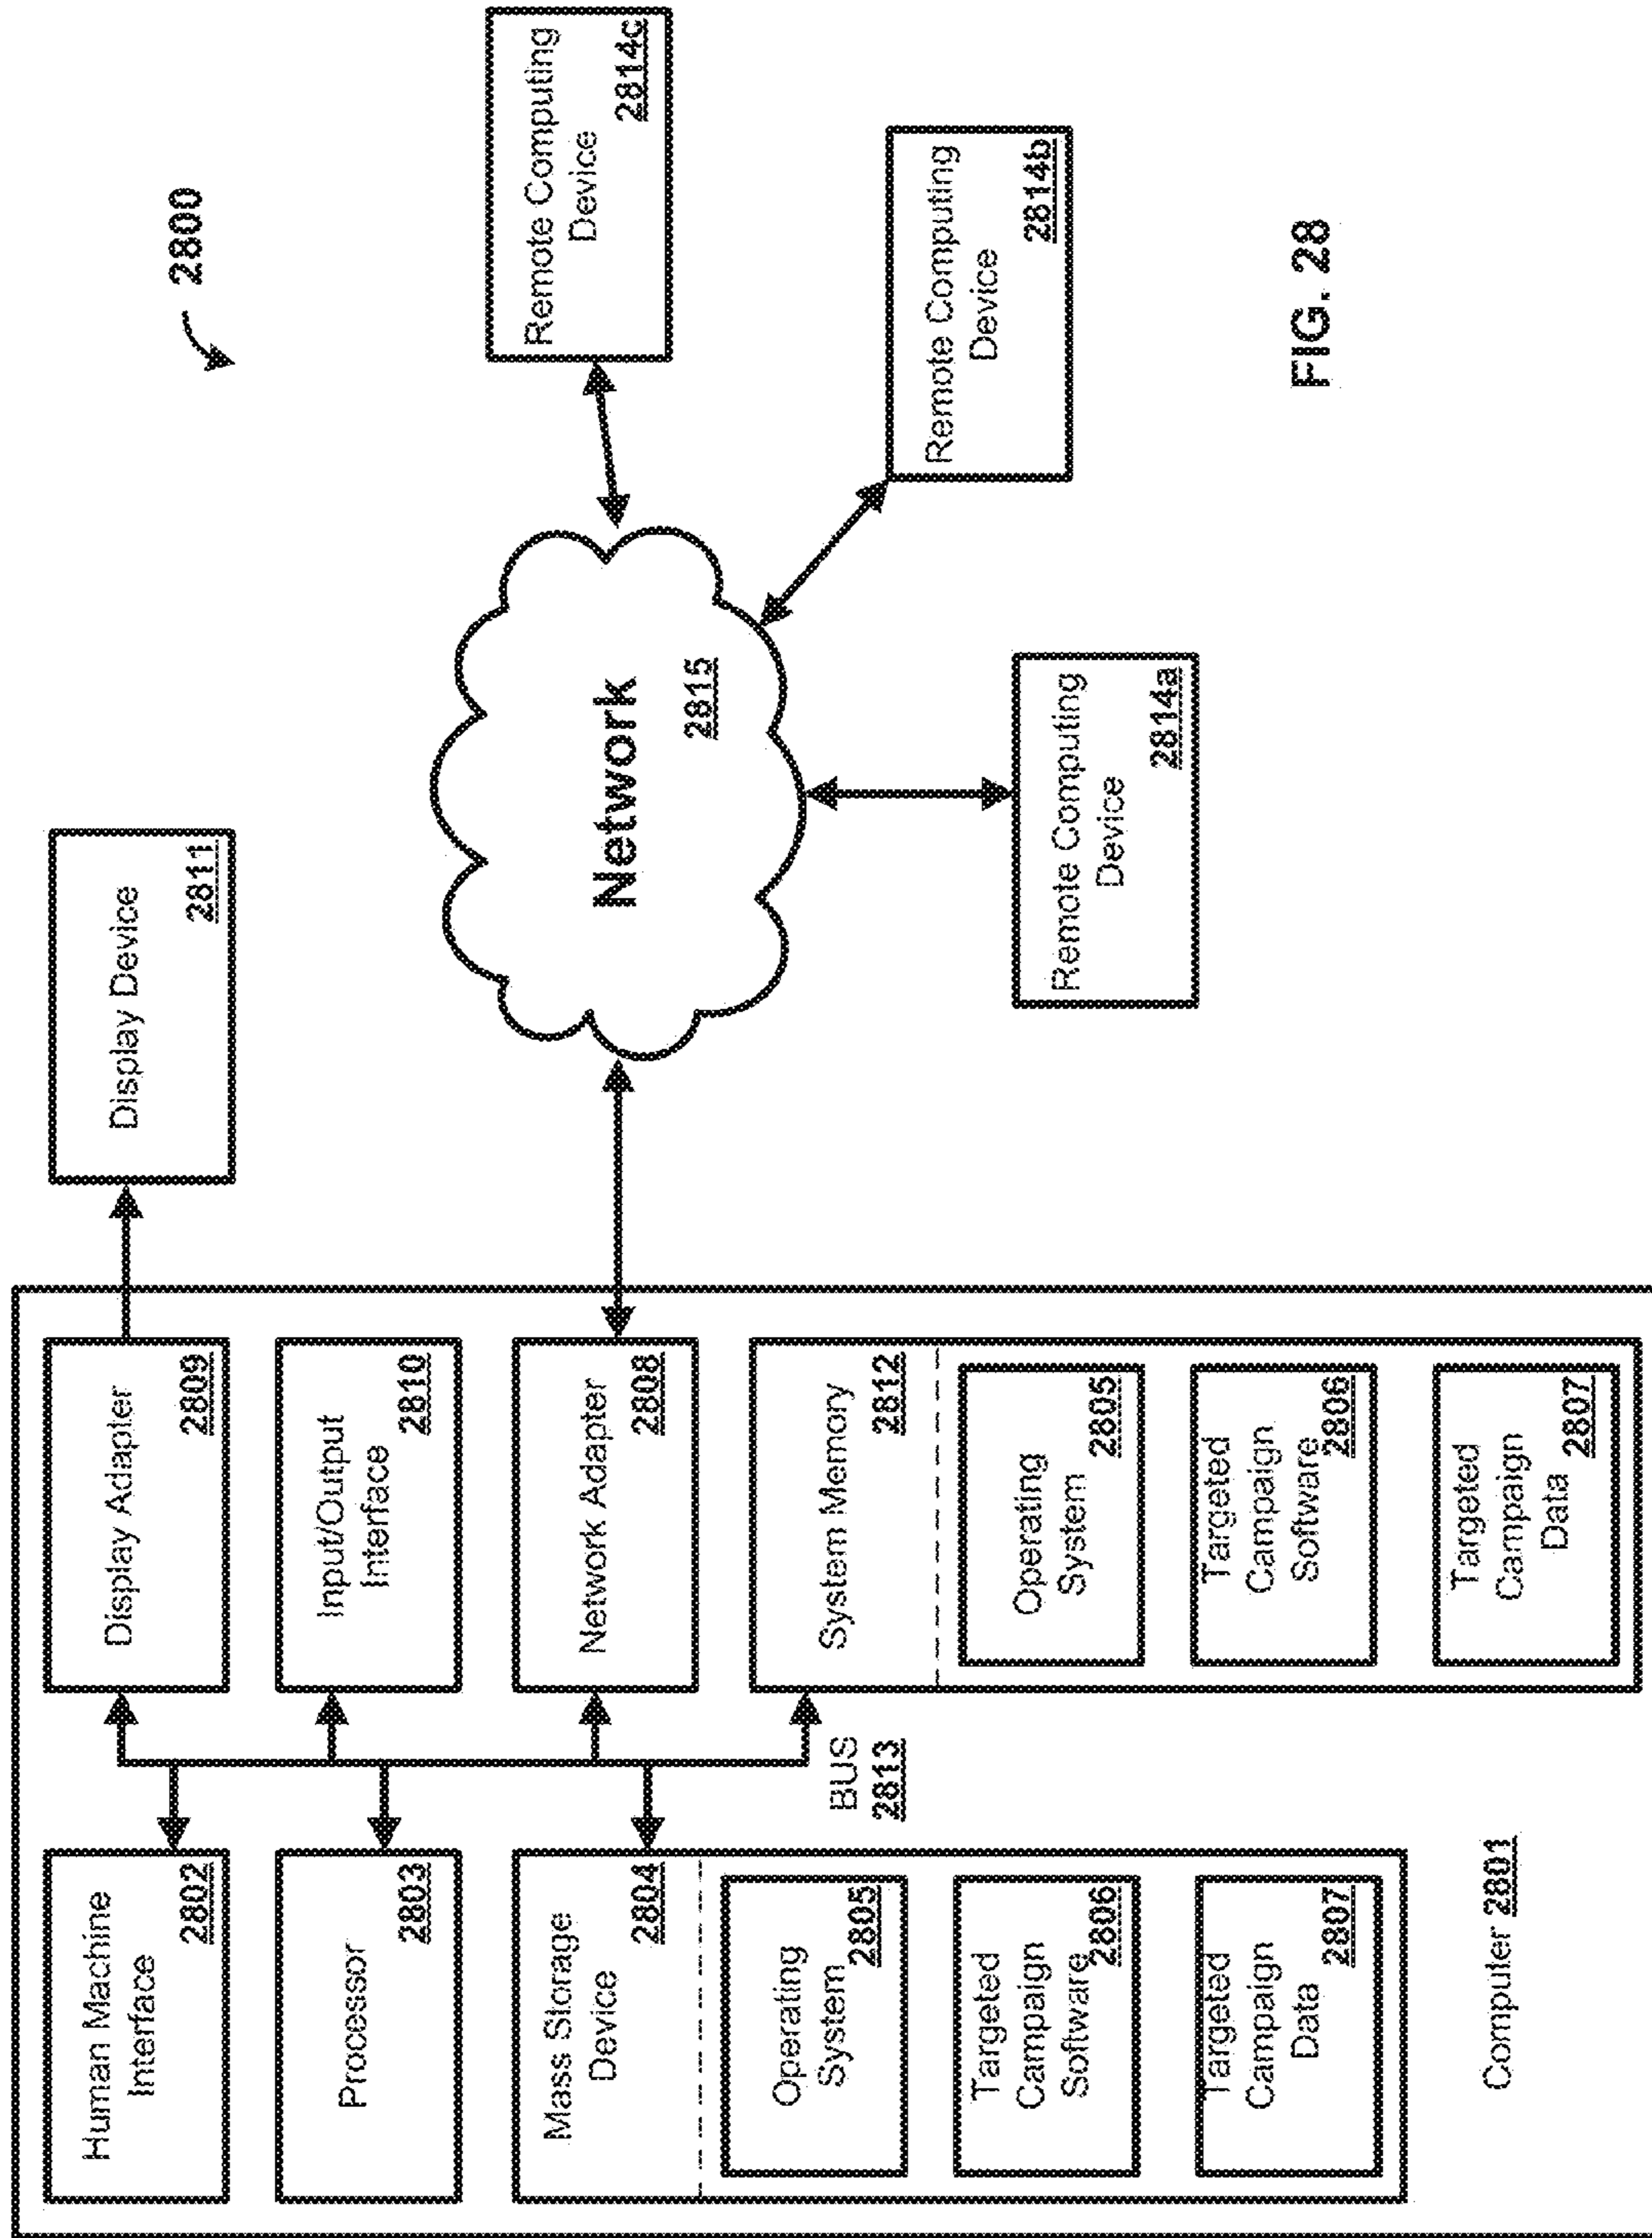 2800
Human Machine
Interface
2802
Processor
2803
Mass Storage
Device
2804
Operating
System
2805
Targeted
Campaign
Software
2806
Targeted
Campaign
Data
2807
Computer 2801
BUS
2813
Display Adapter
2809
Input/Output
Interface
2810
Network Adapter
2808
System Memory
2812
Operating
System
2805
Targeted
Campaign
Software
2806
Targeted
Campaign
Data
2807
Display Device
2811
Network
2815
Remote Computing
Device
2814a
Remote Computing
Device
2814b
Remote Computing
Device
2814c
FIG. 28